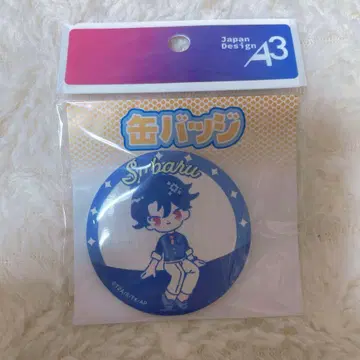 Japan
Design
A3
缶バッジ
Subaru